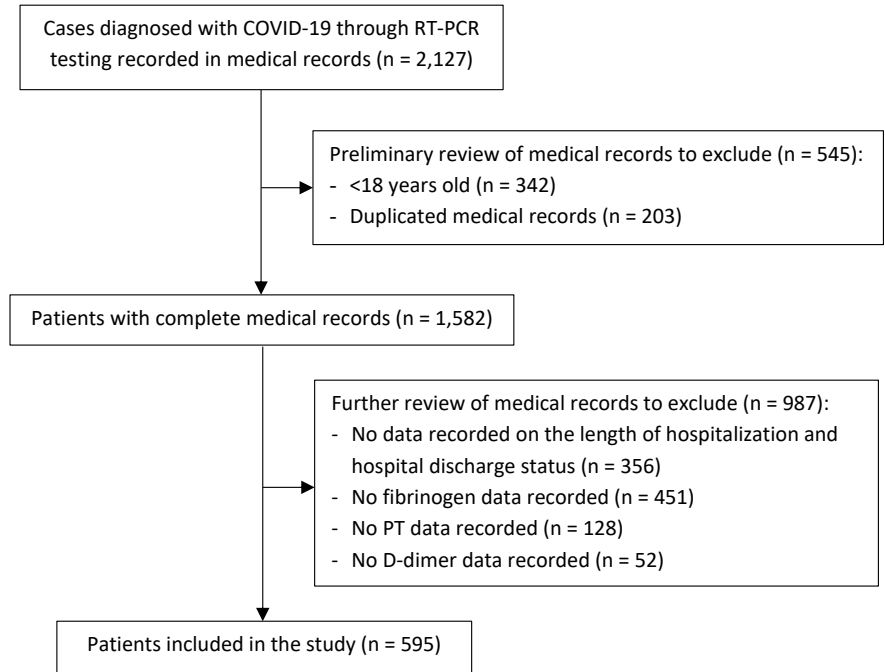 Cases diagnosed with COVID-19 through RT-PCR
testing recorded in medical records (n = 2,127)
Preliminary review of medical records to exclude (n = 545):
- <18 years old (n = 342)
- Duplicated medical records (n = 203)
Patients with complete medical records (n = 1,582)
Further review of medical records to exclude (n = 987):
- No data recorded on the length of hospitalization and
hospital discharge status (n = 356)
- No fibrinogen data recorded (n = 451)
- No PT data recorded (n = 128)
- No D-dimer data recorded (n = 52)
Patients included in the study (n = 595)